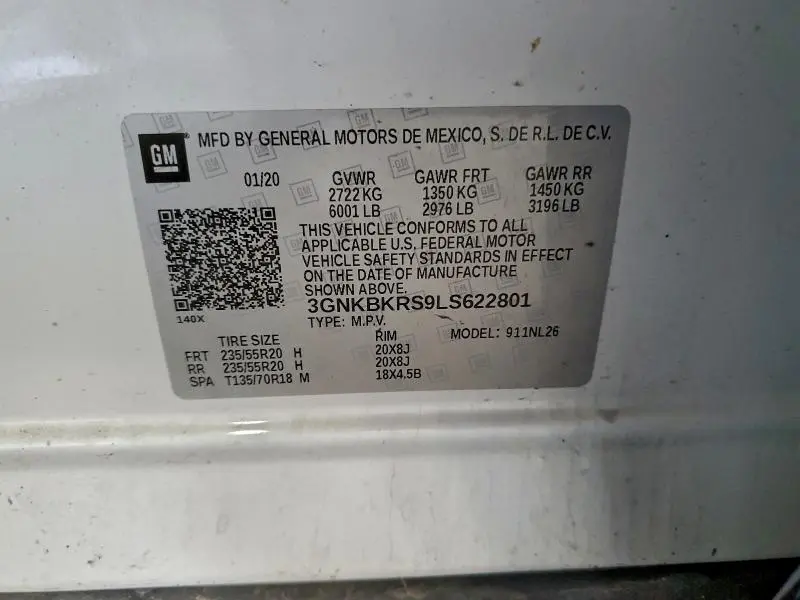 GM MFD BY GENERAL MOTORS DE MEXICO, S. DE R.L. DE C.V.
01/20 GVWR GAWR FRT GAWR RR
2722 KG 1350 KG 1450 KG
6001 LB 2976 LB 3196 LB
THIS VEHICLE CONFORMS TO ALL
APPLICABLE U.S. FEDERAL MOTOR
VEHICLE SAFETY STANDARDS IN EFFECT
ON THE DATE OF MANUFACTURE
SHOWN ABOVE.
3GNKBKRS9LS622801
140X
TYPE: M.P.V.
TIRE SIZE RIM MODEL: 911NL26
FRT 235/55R20 H 20X8J
RR 235/55R20 H 20X8J
SPA T135/70R18 M 18X4.5B